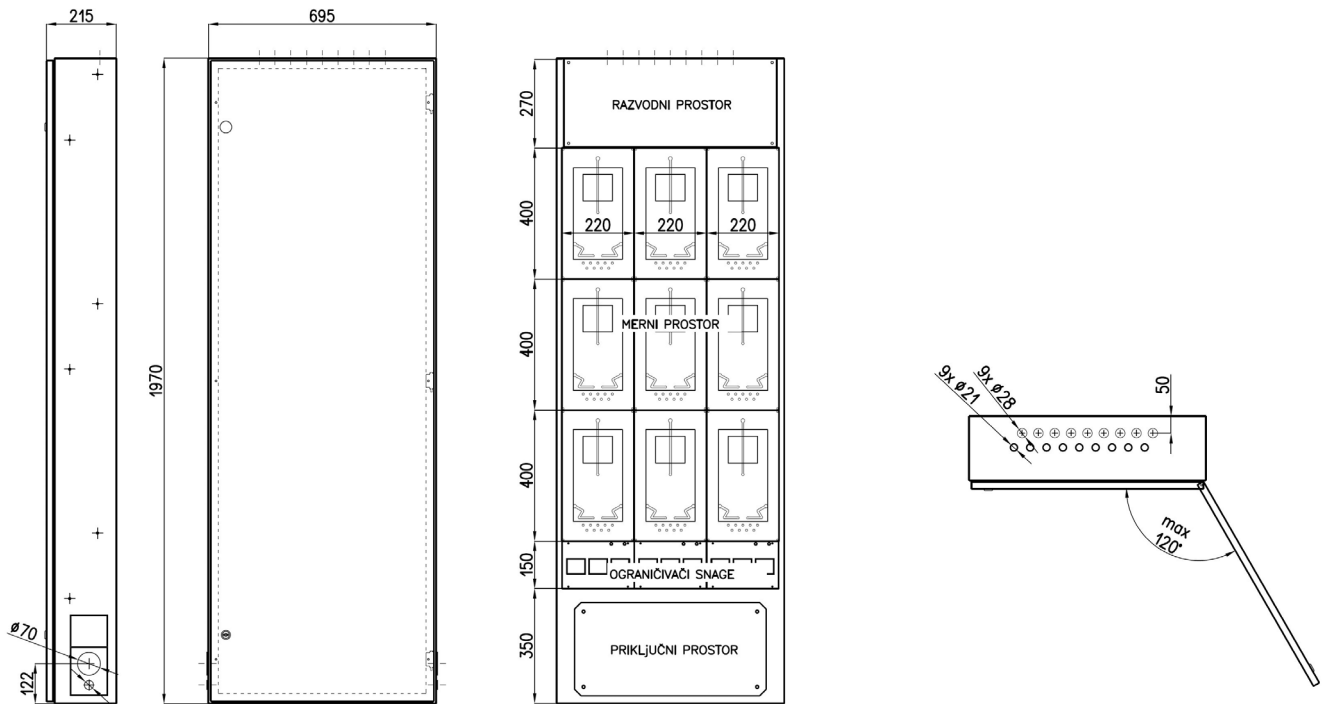 215
695
RAZVODNI PROSTOR
270
400
220 220 220
1970
MERNI PROSTOR
400
400
150
OGRANIČIVAČI SNAGE
350
PRIKLjUČNI PROSTOR
ø70
122
9x ø21
9x ø28
50
max
120°